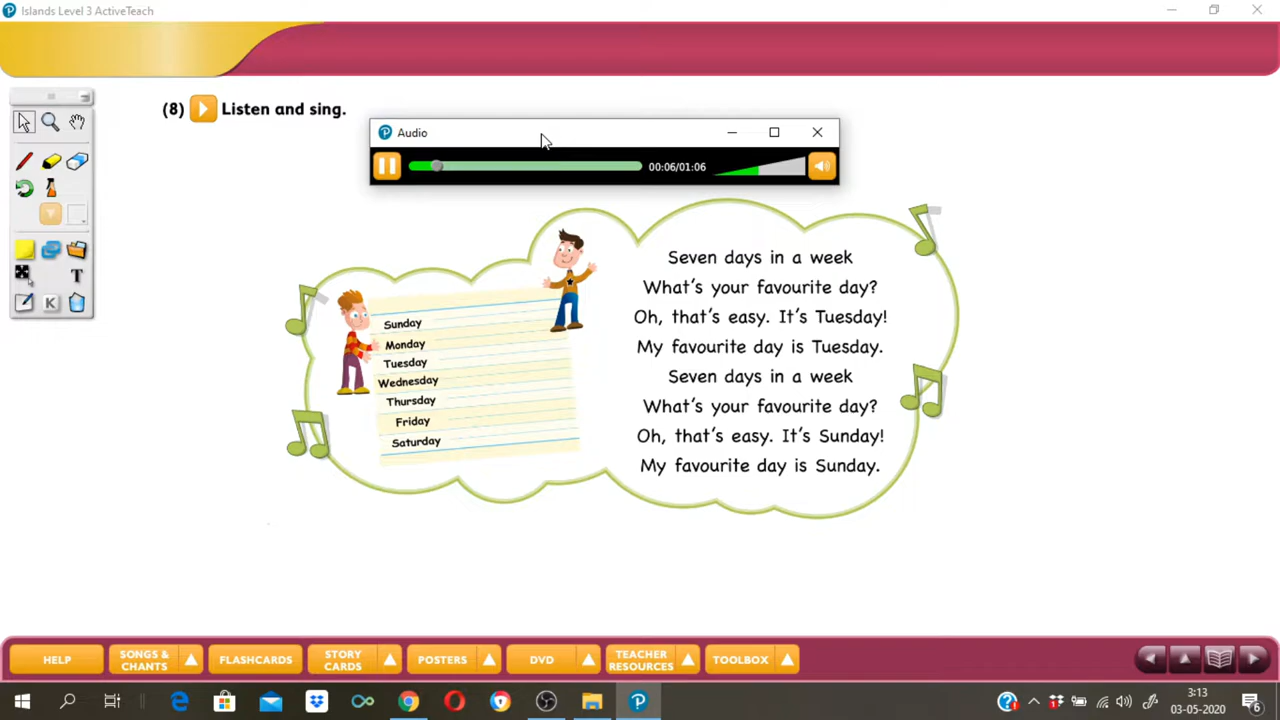 Islands Level 3 ActiveTeach
(8) Listen and sing.
Audio
00:06/01:06
Sunday
Monday
Tuesday
Wednesday
Thursday
Friday
Saturday
Seven days in a week
What's your favourite day?
Oh, that's easy. It's Tuesday!
My favourite day is Tuesday.
Seven days in a week
What's your favourite day?
Oh, that's easy. It's Sunday!
My favourite day is Sunday.
T
K
HELP
SONGS &
CHANTS
FLASHCARDS
STORY
CARDS
POSTERS
DVD
TEACHER
RESOURCES
TOOLBOX
3:13
03-05-2020
6